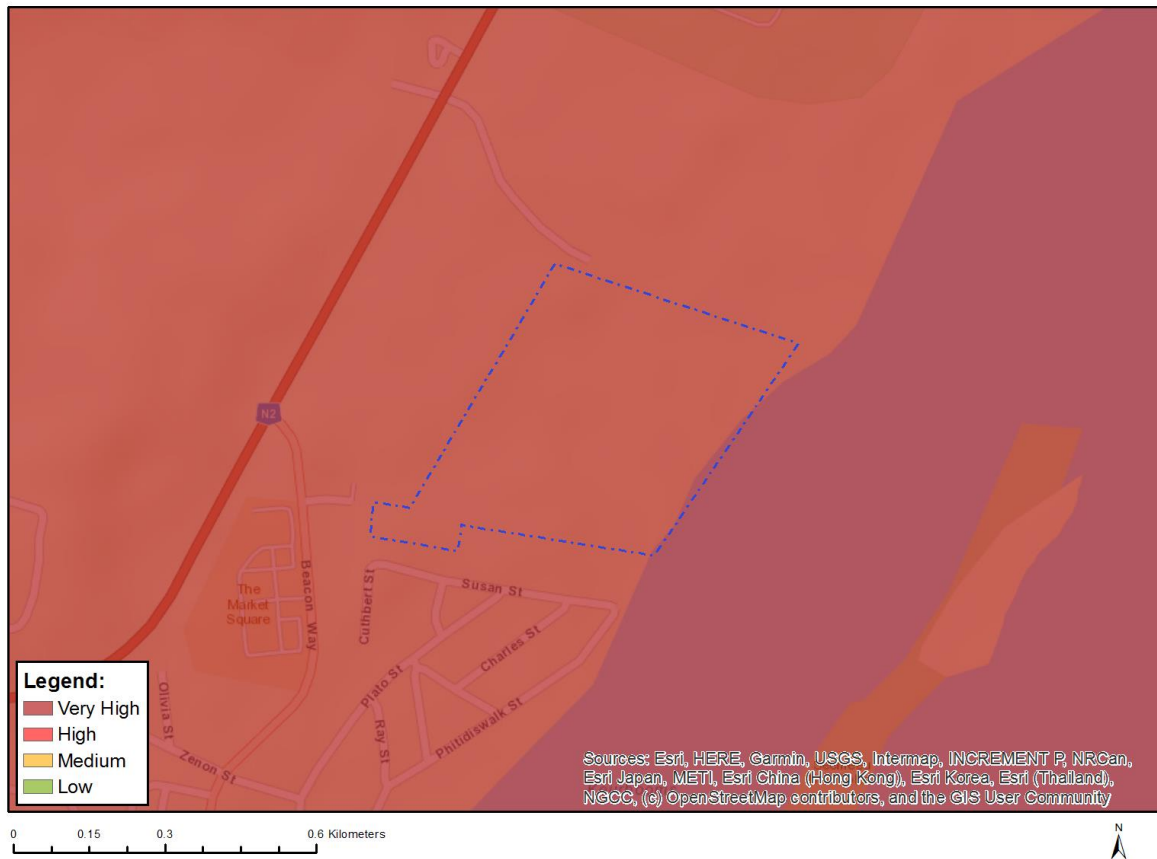 N2
The
Market
Square
Beacon Way
Cuthbert St
Susan St
Charles St
Plato St
Ray St
Phitidiswalk St
Olivia St
Zenon St
Legend:
Very High
High
Medium
Low
Sources: Esri, HERE, Garmin, USGS, Intermap, INCREMENT P, NRCan,
Esri Japan, METI, Esri China (Hong Kong), Esri Korea, Esri (Thailand),
NGCC, (c) OpenStreetMap contributors, and the GIS User Community
0 0.15 0.3 0.6 Kilometers
N